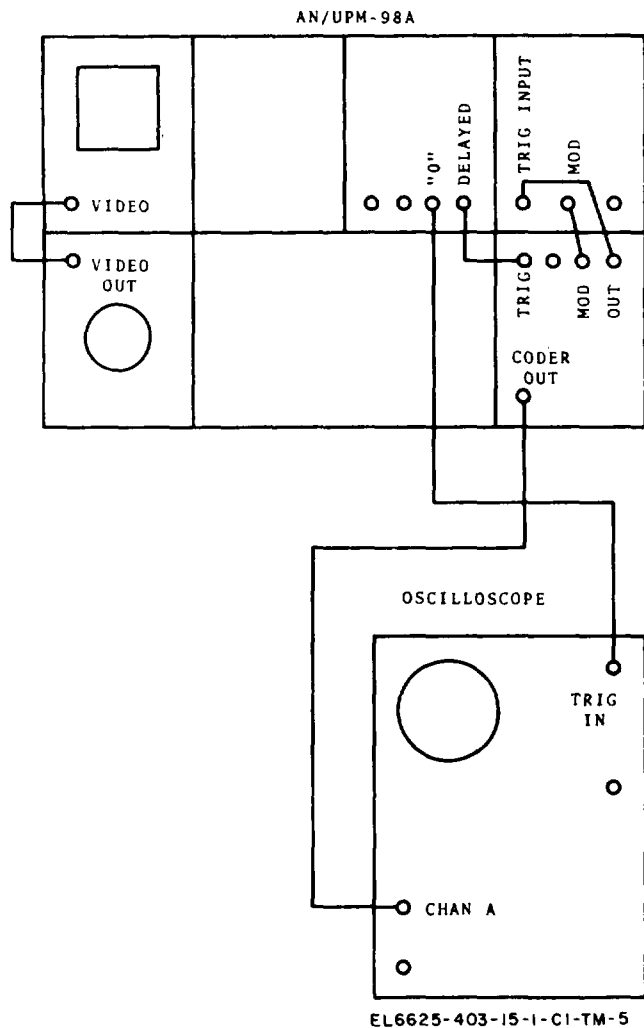 AN/UPM-98A
"0"
DELAYED
TRIG INPUT
MOD
VIDEO
VIDEO
OUT
TRIG
MOD
OUT
CODER
OUT
OSCILLOSCOPE
TRIG
IN
CHAN A
EL6625-403-15-1-C1-TM-5